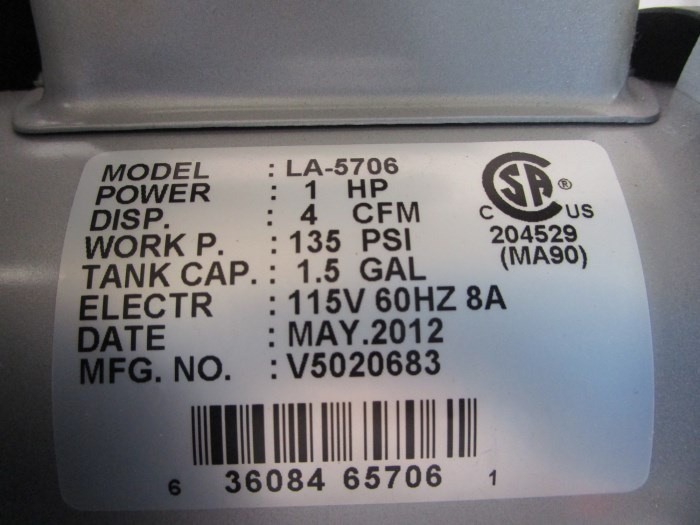 MODEL : LA-5706
POWER : 1 HP
DISP. : 4 CFM
WORK P. : 135 PSI
TANK CAP. : 1.5 GAL
ELECTR : 115V 60HZ 8A
DATE : MAY.2012
MFG. NO. : V5020683
SA ®
C US
204529
(MA90)
6 36084 65706 1